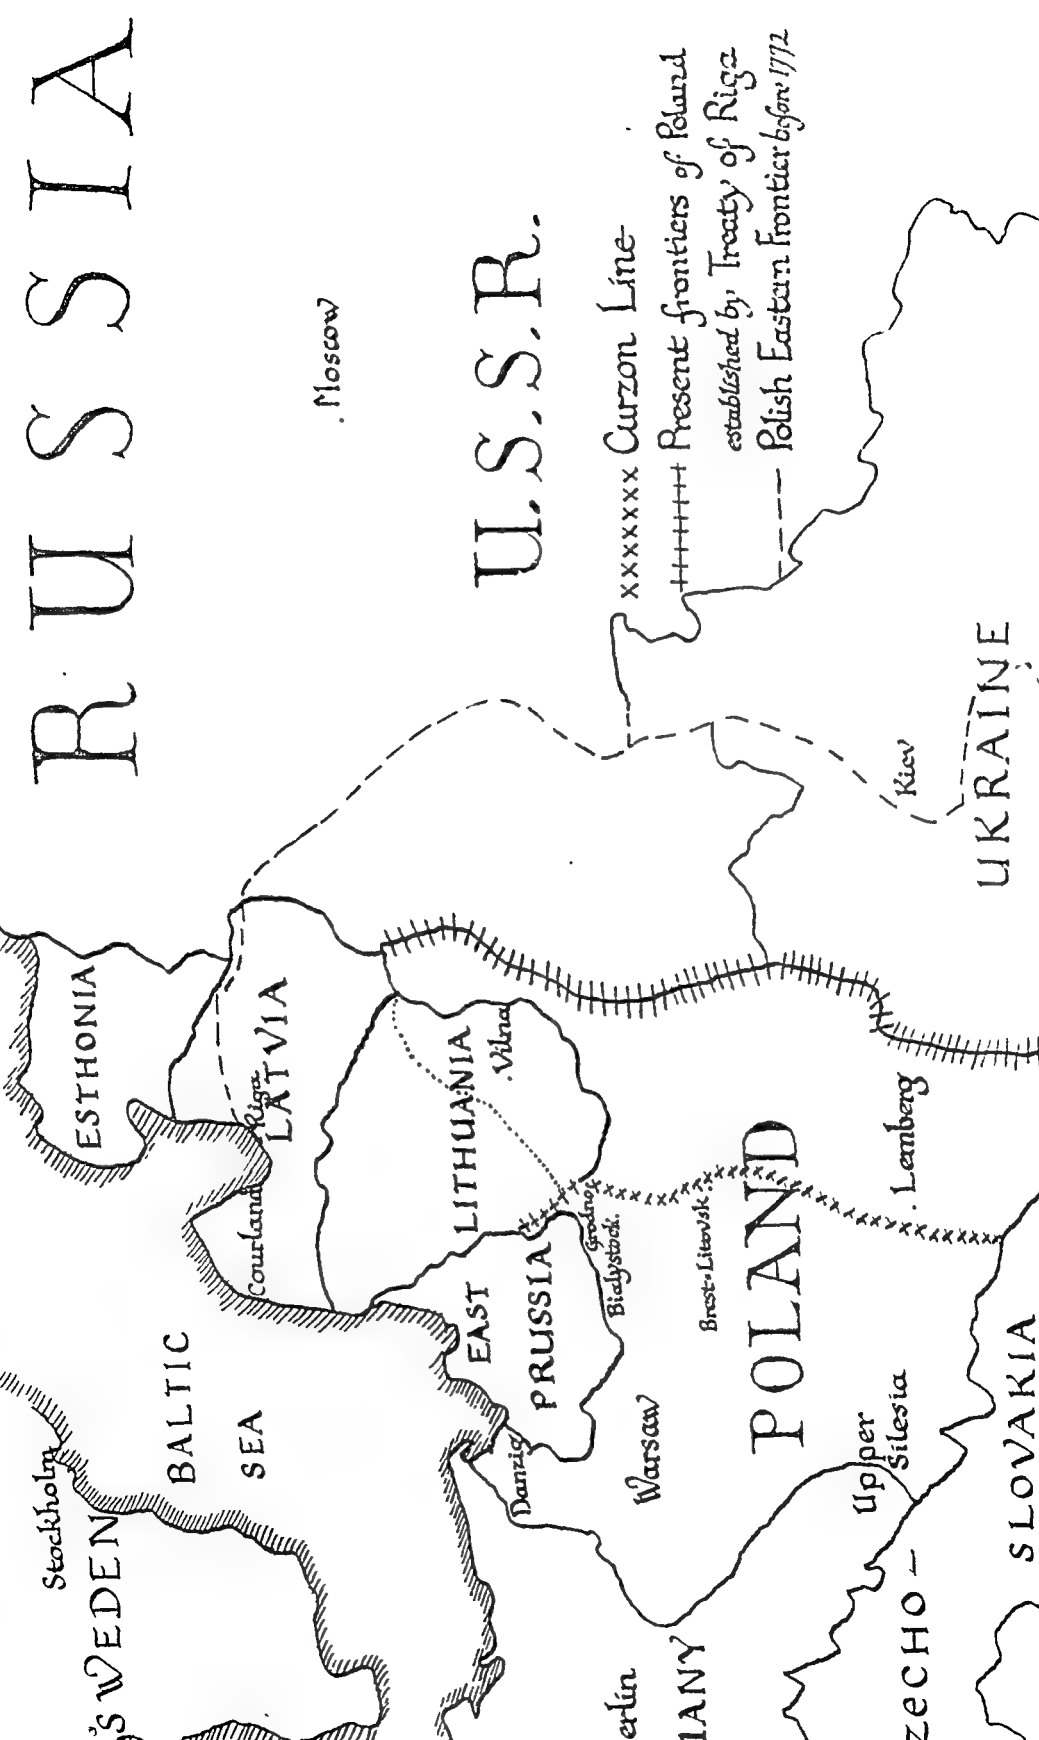 RUSSIA
. Moscow
U.S.S.R.
xxxxxx Curzon Line
Present frontiers of Poland
established by Treaty of Riga
Polish Eastern Frontier before 1772
ESTHONIA
Riga
LATVIA
Courland
LITHUANIA
. Vilna
Kiev
UKRAINE
Stockholm
SWEDEN
BALTIC
SEA
EAST
PRUSSIA
Grodno
Bialystock.
Brest-Litovsk
. Lemberg
POLAND
Danzig
Warsaw
Upper
Silesia
erlin
MANY
ZECHO-
SLOVAKIA